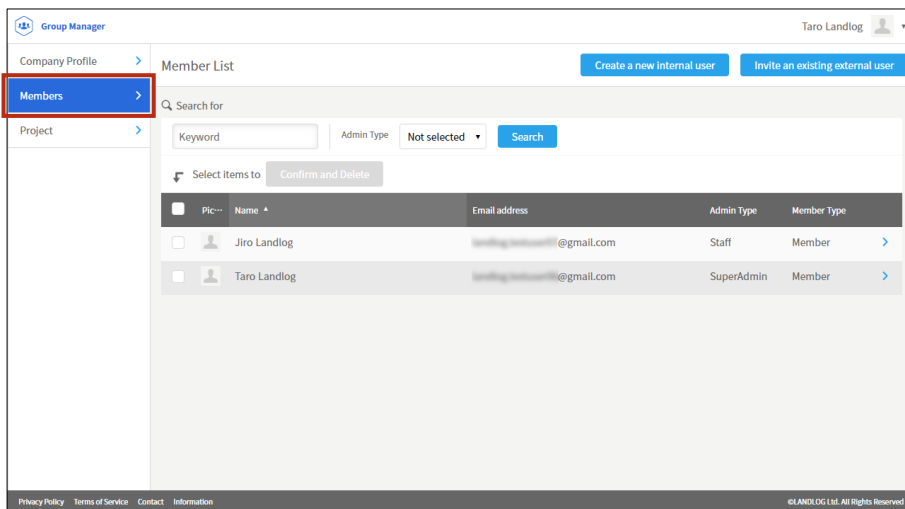 Group Manager
Taro Landlog
Company Profile
Members
Project
Member List
Create a new internal user
Invite an existing external user
Search for
Keyword
Admin Type
Not selected
Search
Select items to
Confirm and Delete
Pic··· Name Email address Admin Type Member Type
Jiro Landlog @gmail.com Staff Member
Taro Landlog @gmail.com SuperAdmin Member
Privacy Policy Terms of Service Contact Information
©LANDLOG Ltd. All Rights Reserved